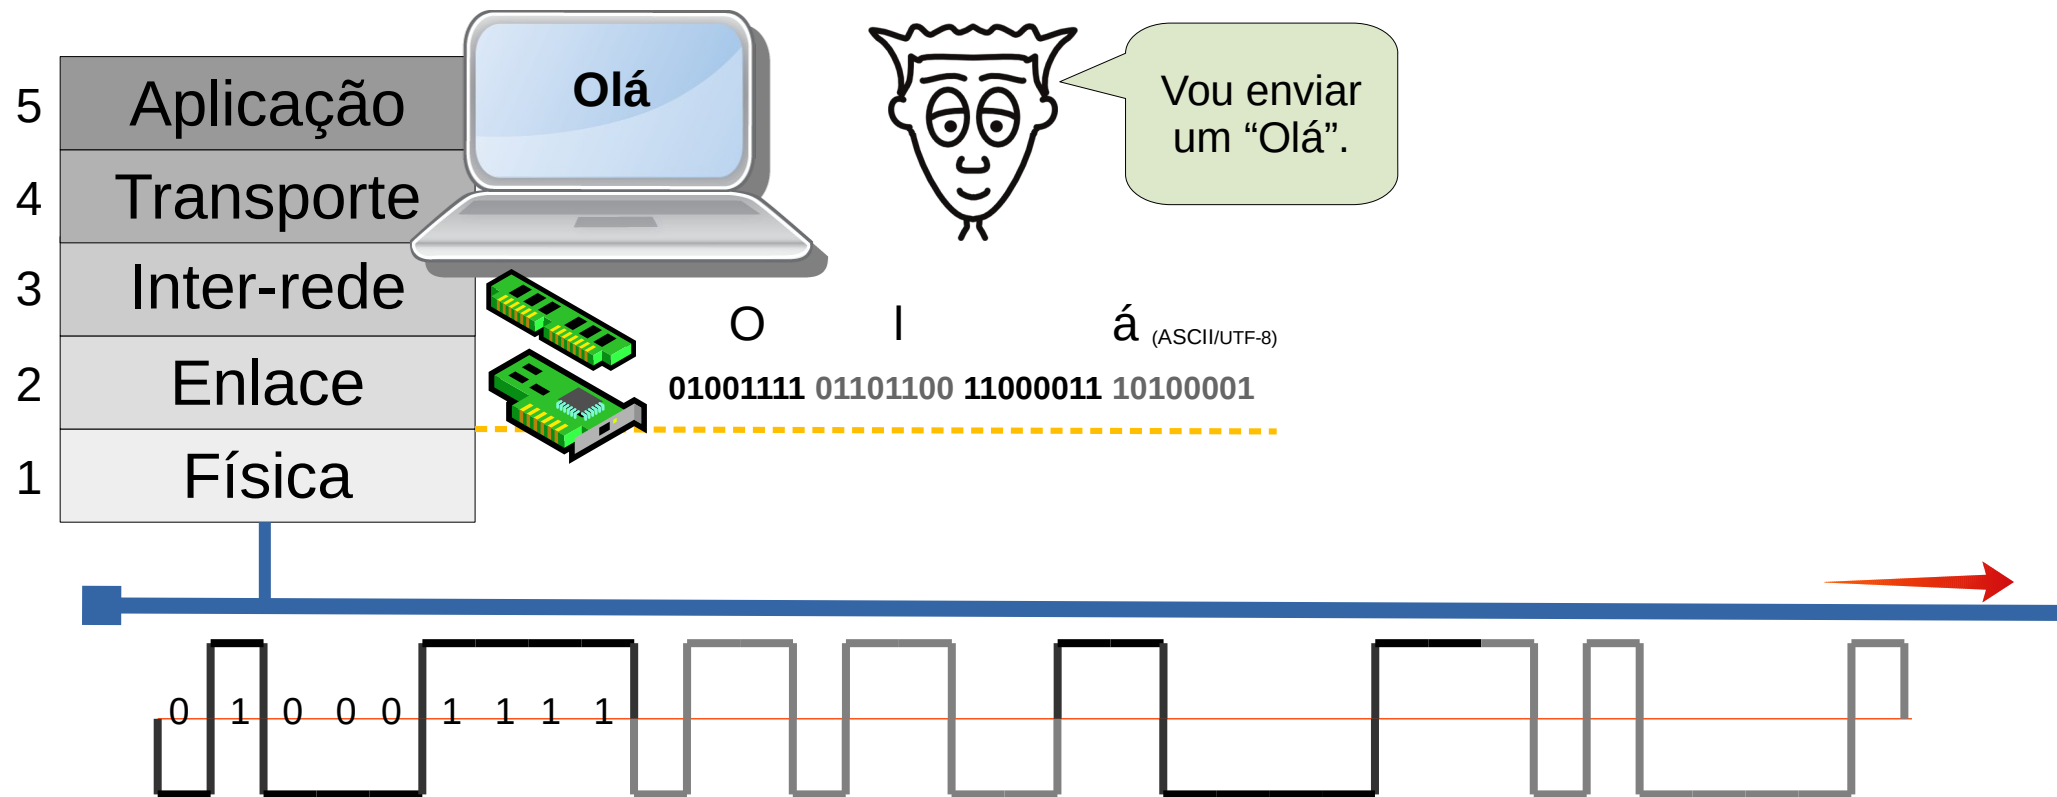 5 Aplicação
4 Transporte
3 Inter-rede
2 Enlace
1 Física
Olá
Vou enviar
um “Olá”.
O l á (ASCII/UTF-8)
01001111 01101100 11000011 10100001
0 1 0 0 0 1 1 1 1